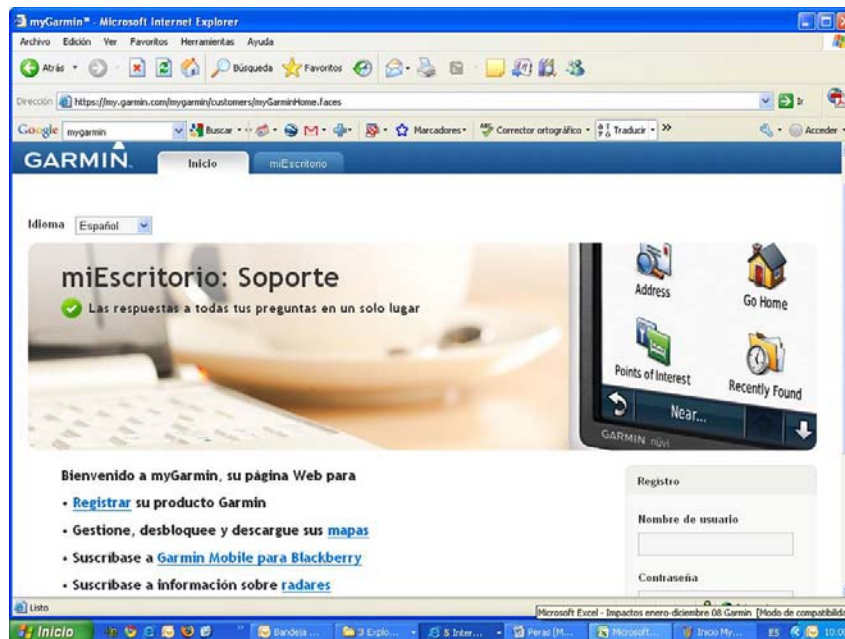 myGarmin™ - Microsoft Internet Explorer
Archivo Edición Ver Favoritos Herramientas Ayuda
Atrás Búsqueda Favoritos
Dirección https://my.garmin.com/mygarmin/customers/myGarminHome.faces Ir
Google mygarmin Buscar Marcadores Corrector ortográfico Traducir Acceder
GARMIN. Inicio miEscritorio
Idioma Español
miEscritorio: Soporte
Las respuestas a todas tus preguntas en un solo lugar
Address Go Home
Points of Interest Recently Found
Near...
GARMIN nüvi
Bienvenido a myGarmin, su página Web para
• Registrar su producto Garmin
• Gestione, desbloquee y descargue sus mapas
• Suscríbase a Garmin Mobile para Blackberry
• Suscríbase a información sobre radares
Registro
Nombre de usuario
Contraseña
Listo
Microsoft Excel - Impactos enero-diciembre 08 Garmin [Modo de compatibilida
Inicio Bandeja ... 3 Explo... 5 Inter... Peras [M... Microsoft... Inico My... ES 10:0